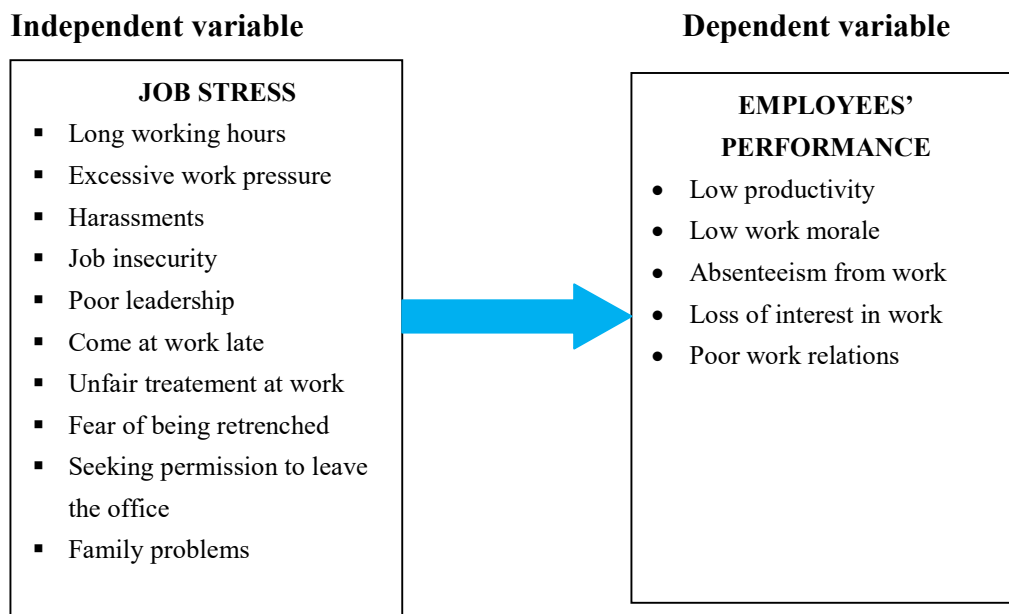 Independent variable
Dependent variable
JOB STRESS
▪ Long working hours
▪ Excessive work pressure
▪ Harassments
▪ Job insecurity
▪ Poor leadership
▪ Come at work late
▪ Unfair treatement at work
▪ Fear of being retrenched
▪ Seeking permission to leave
the office
▪ Family problems
EMPLOYEES’
PERFORMANCE
• Low productivity
• Low work morale
• Absenteeism from work
• Loss of interest in work
• Poor work relations